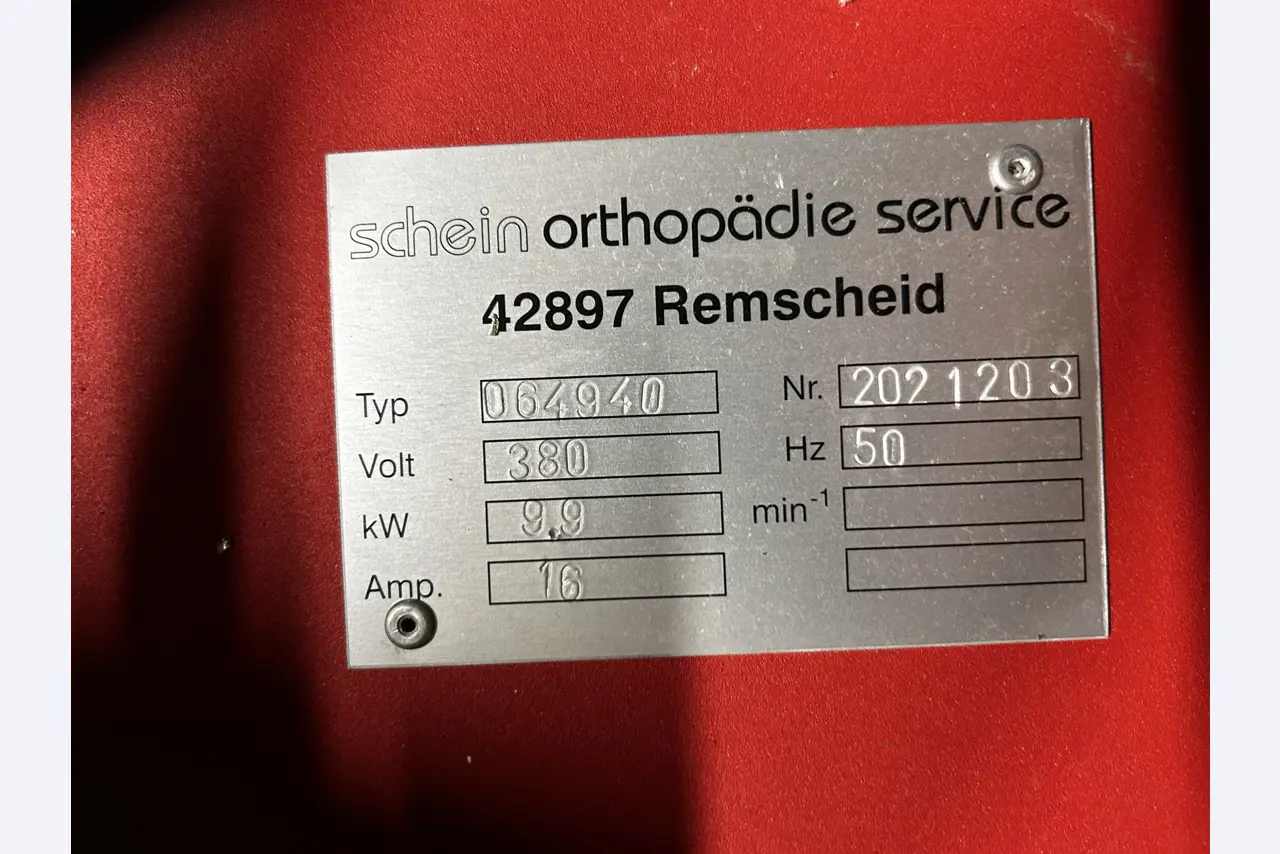 schein orthopädie service
42897 Remscheid
Typ 064940 Nr. 2021203
Volt 380 Hz 50
kW 9.9 min-1
Amp. 16